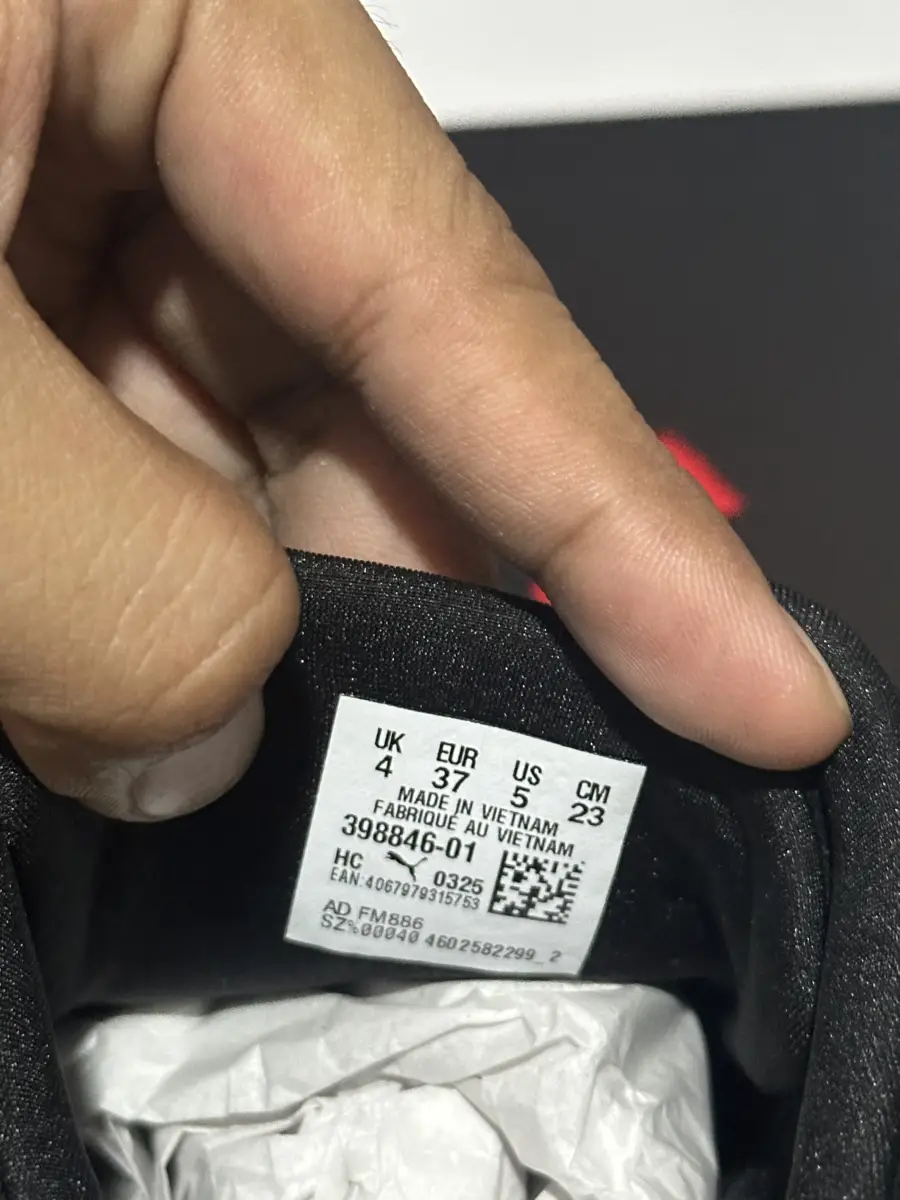 UK EUR US CM
4 37 5 23
MADE IN VIETNAM
FABRIQUÉ AU VIETNAM
398846-01
HC 0325
EAN:4067979315753
AD FM886
SZ%00040 4602582299_2